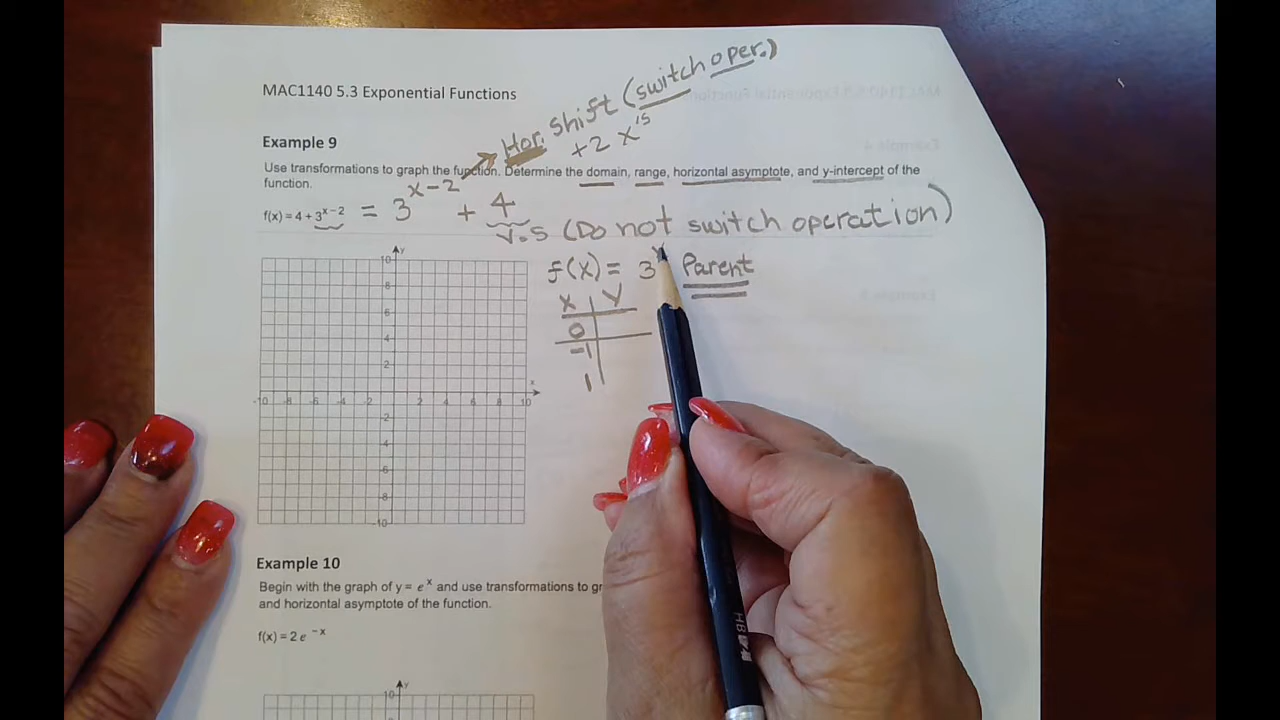 MAC1140 5.3 Exponential Functions
Hor. Shift (switch oper.)
+2 x's
Example 9
Use transformations to graph the function. Determine the domain, range, horizontal asymptote, and y-intercept of the
function.
f(x) = 4 + 3^x-2 = 3^x-2 + 4
V.S (Do not switch operation)
f(x) = 3^x Parent
x y
0
-1
1
y
10
8
6
4
2
x
-10 -8 -6 -4 -2 2 4 6 8 10
-2
-4
-6
-8
-10
Example 10
Begin with the graph of y = e^x and use transformations to
and horizontal asymptote of the function.
f(x) = 2 e^-x
y
10
HB